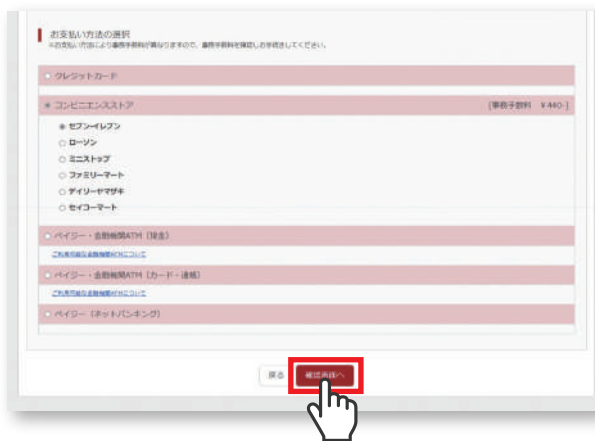 お支払い方法の選択
※お支払い方法により事務手数料が異なりますので、事務手数料を確認しお手続きしてください。
クレジットカード
コンビニエンスストア [事務手数料 ¥440-]
セブン-イレブン
ローソン
ミニストップ
ファミリーマート
デイリーヤマザキ
セイコーマート
ペイジー・金融機関ATM(現金)
ご利用可能な金融機関ATMについて
ペイジー・金融機関ATM(カード・通帳)
ご利用可能な金融機関ATMについて
ペイジー(ネットバンキング)
戻る 確認画面へ